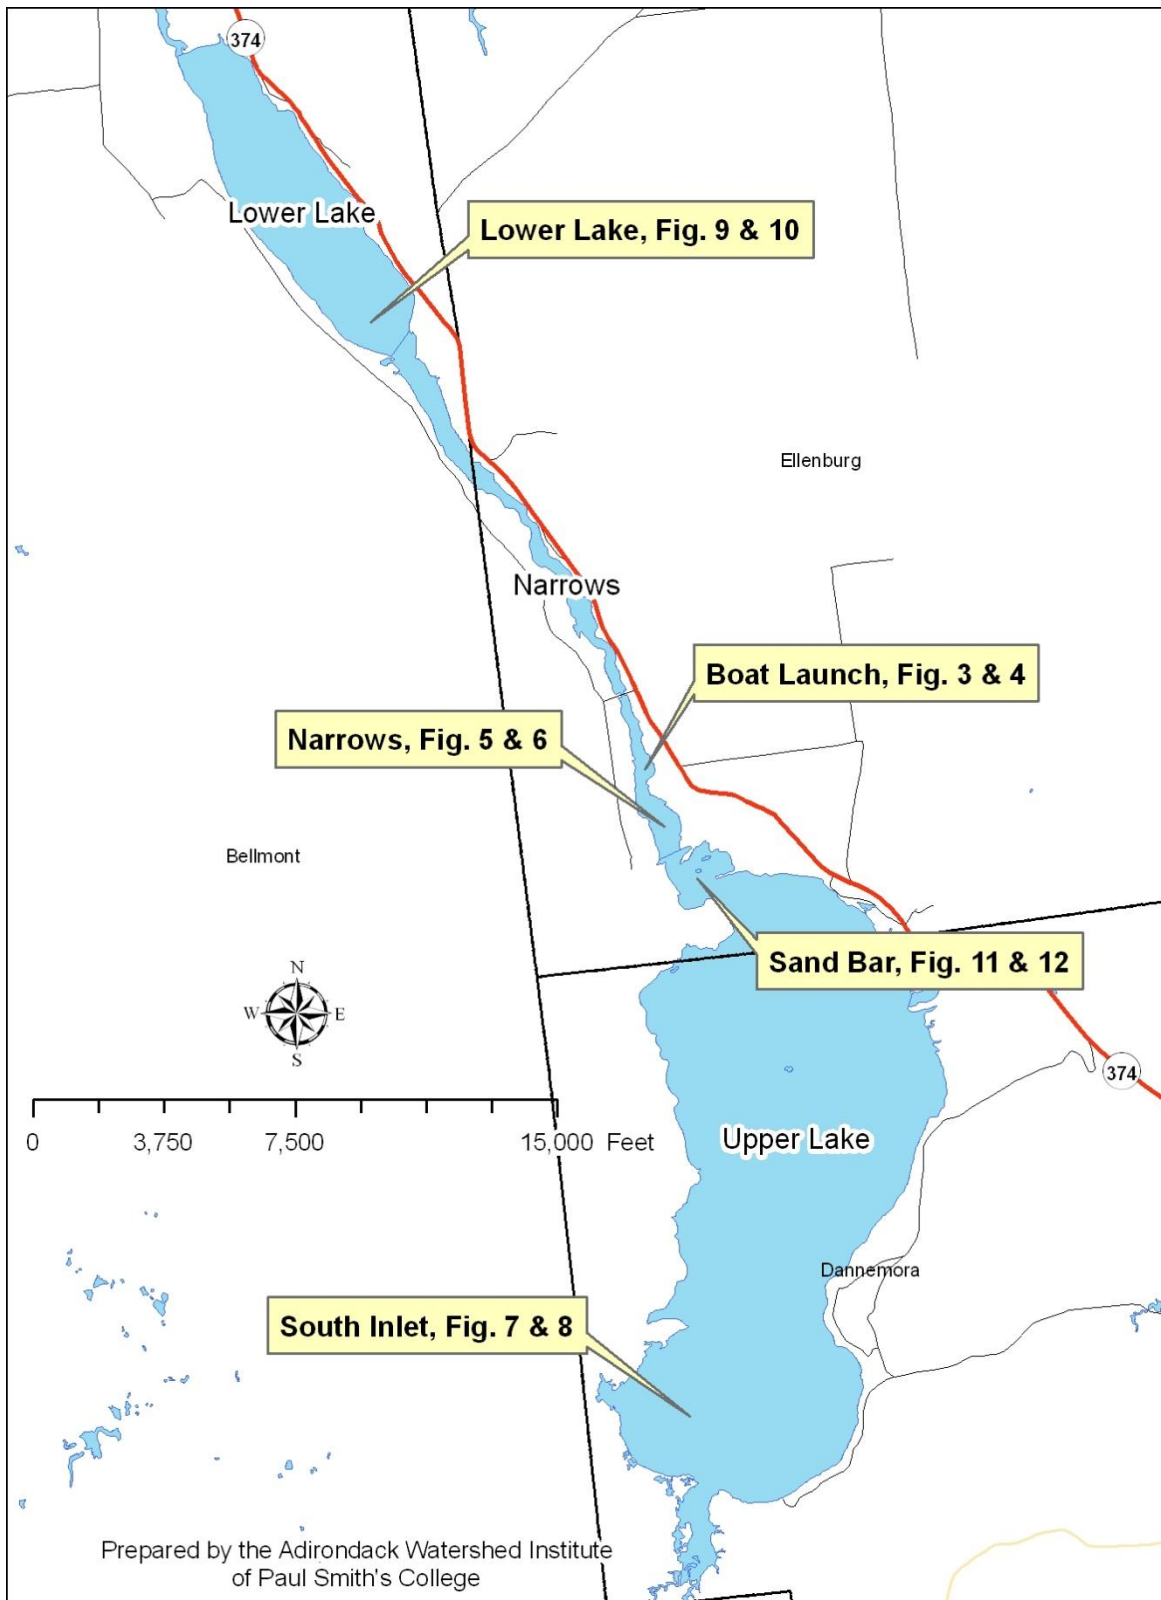 374
Lower Lake
Lower Lake, Fig. 9 & 10
Ellenburg
Narrows
Boat Launch, Fig. 3 & 4
Narrows, Fig. 5 & 6
Bellmont
Sand Bar, Fig. 11 & 12
N
W E
S
374
0 3,750 7,500 15,000 Feet
Upper Lake
Dannemora
South Inlet, Fig. 7 & 8
Prepared by the Adirondack Watershed Institute
of Paul Smith's College